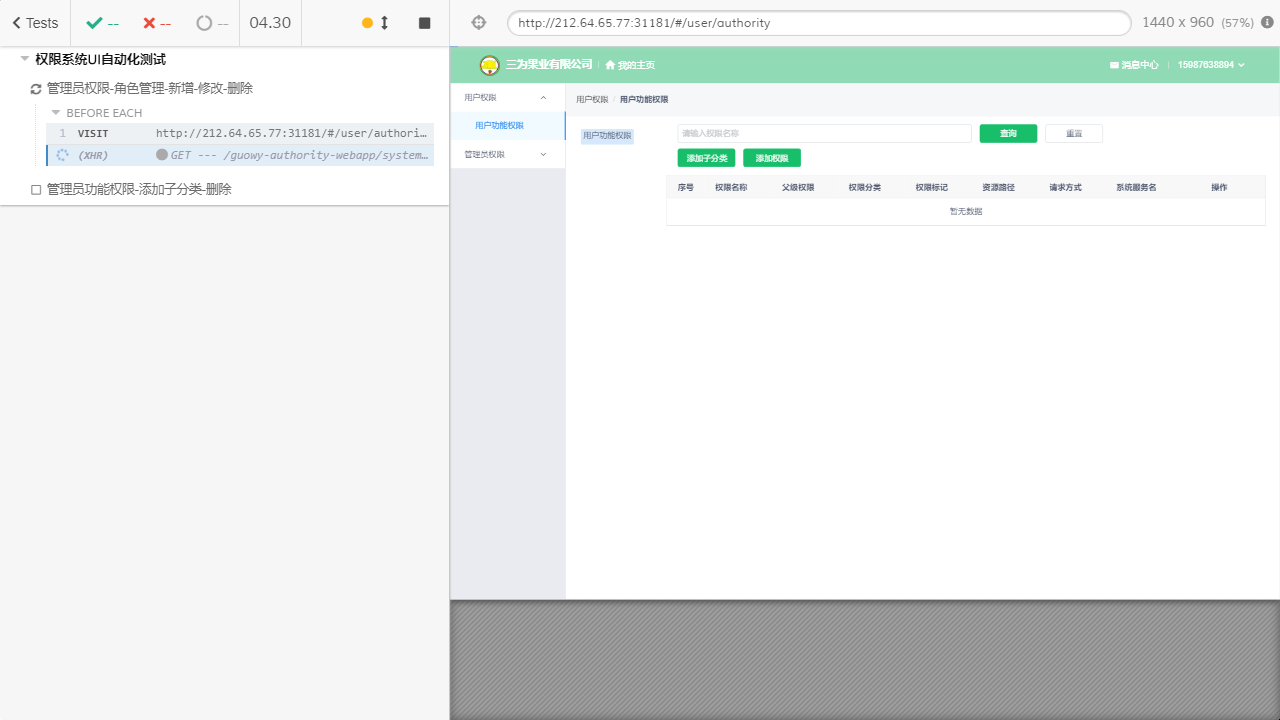 Tests
--
--
--
04.30
http://212.64.65.77:31181/#/user/authority
1440 x 960 (57%)
权限系统UI自动化测试
管理员权限-角色管理-新增-修改-删除
BEFORE EACH
1 VISIT http://212.64.65.77:31181/#/user/authori...
(XHR) GET --- /guowy-authority-webapp/system...
管理员功能权限-添加子分类-删除
三为果业有限公司
我的主页
消息中心
15987638894
用户权限
用户功能权限
管理员权限
用户权限 / 用户功能权限
用户功能权限
请输入权限名称
查询
重置
添加子分类
添加权限
序号 权限名称 父级权限 权限分类 权限标记 资源路径 请求方式 系统服务名 操作
暂无数据